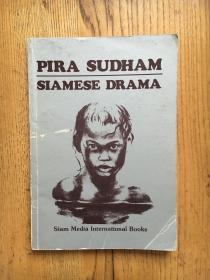 PIRA SUDHAM
SIAMESE DRAMA
Siam Media International Books